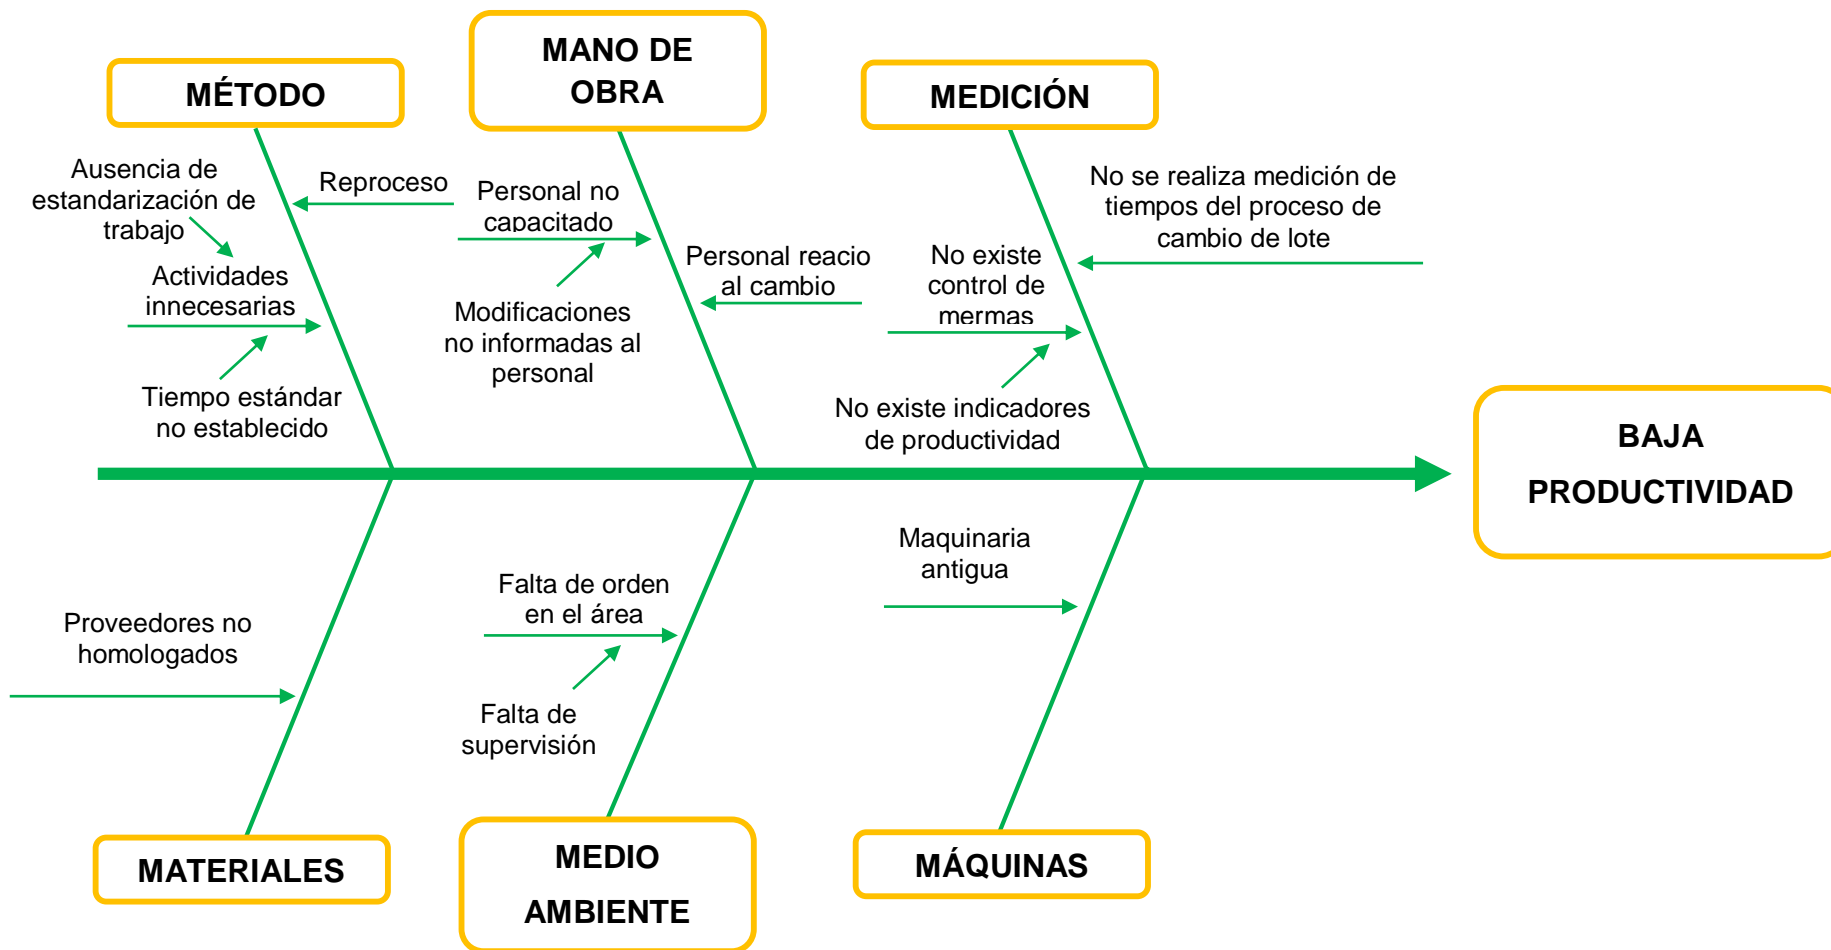 MÉTODO
MANO DE
OBRA
MEDICIÓN
Ausencia de
estandarización de
trabajo
Reproceso
Actividades
innecesarias
Tiempo estándar
no establecido
Personal no
capacitado
Personal reacio
al cambio
Modificaciones
no informadas al
personal
No se realiza medición de
tiempos del proceso de
cambio de lote
No existe
control de
mermas
No existe indicadores
de productividad
BAJA
PRODUCTIVIDAD
Proveedores no
homologados
Falta de orden
en el área
Falta de
supervisión
Maquinaria
antigua
MATERIALES
MEDIO
AMBIENTE
MÁQUINAS